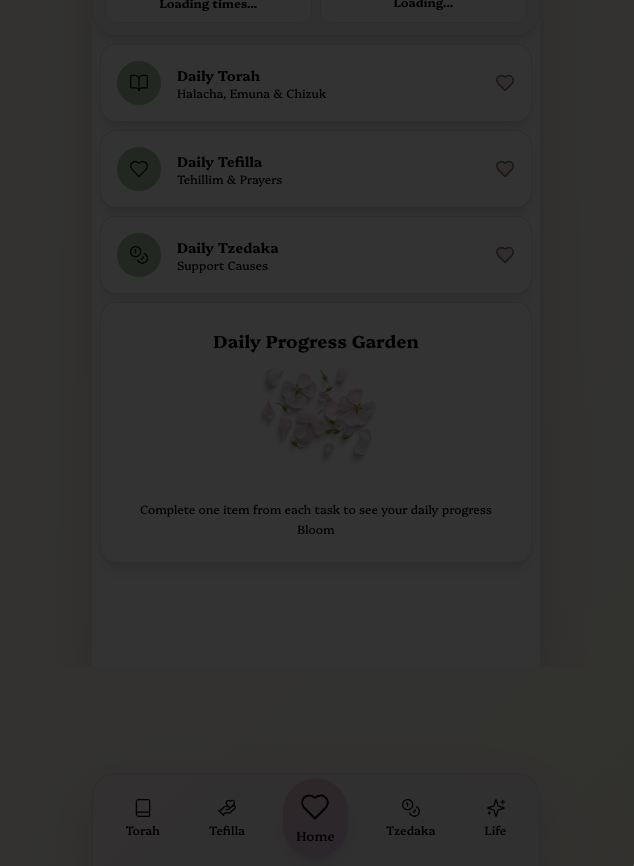 Loading times...
Loading...
Daily Torah
Halacha, Emuna & Chizuk
Daily Tefilla
Tehillim & Prayers
Daily Tzedaka
Support Causes
Daily Progress Garden
Complete one item from each task to see your daily progress
Bloom
Torah
Tefilla
Home
Tzedaka
Life